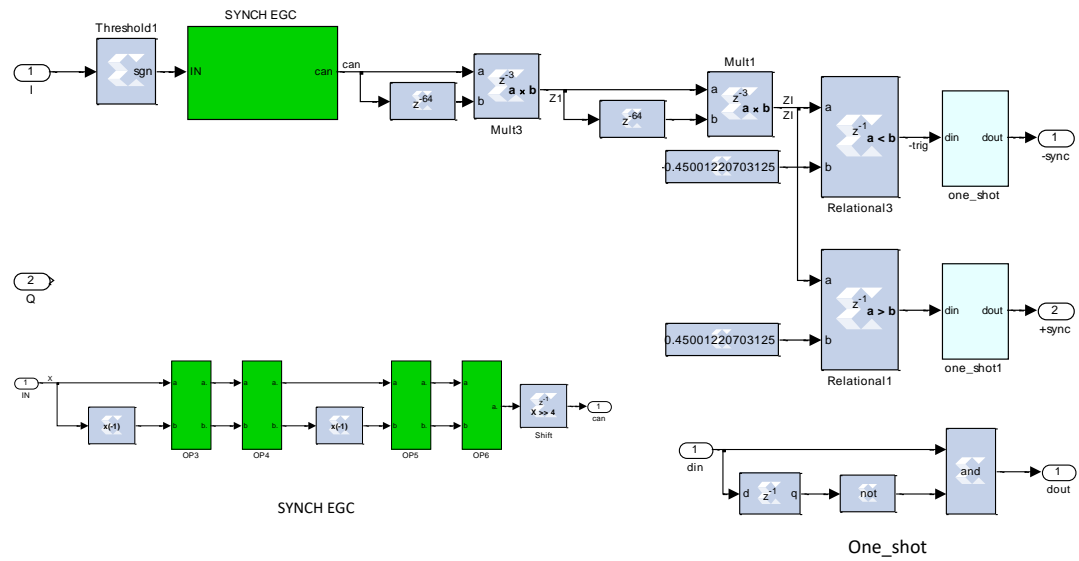 SYNCH EGC
Threshold1
1
I
sgn
IN
can
can
z-64
a
b
z-3
a × b
Mult3
Z1
z-64
a
b
z-3
a × b
Mult1
ZI
ZI
-0.45001220703125
a
b
z-1
a < b
Relational3
-trig
din
dout
one_shot
1
-sync
2
Q
0.45001220703125
a
b
z-1
a > b
Relational1
din
dout
one_shot1
2
+sync
1
IN
x
x(-1)
a
b
a.
b.
OP3
a
b
a.
b.
OP4
x(-1)
a
b
a.
b.
OP5
a
b
a.
OP6
z-1
X >> 4
Shift
1
can
SYNCH EGC
1
din
d
z-1
q
not
and
1
dout
One_shot